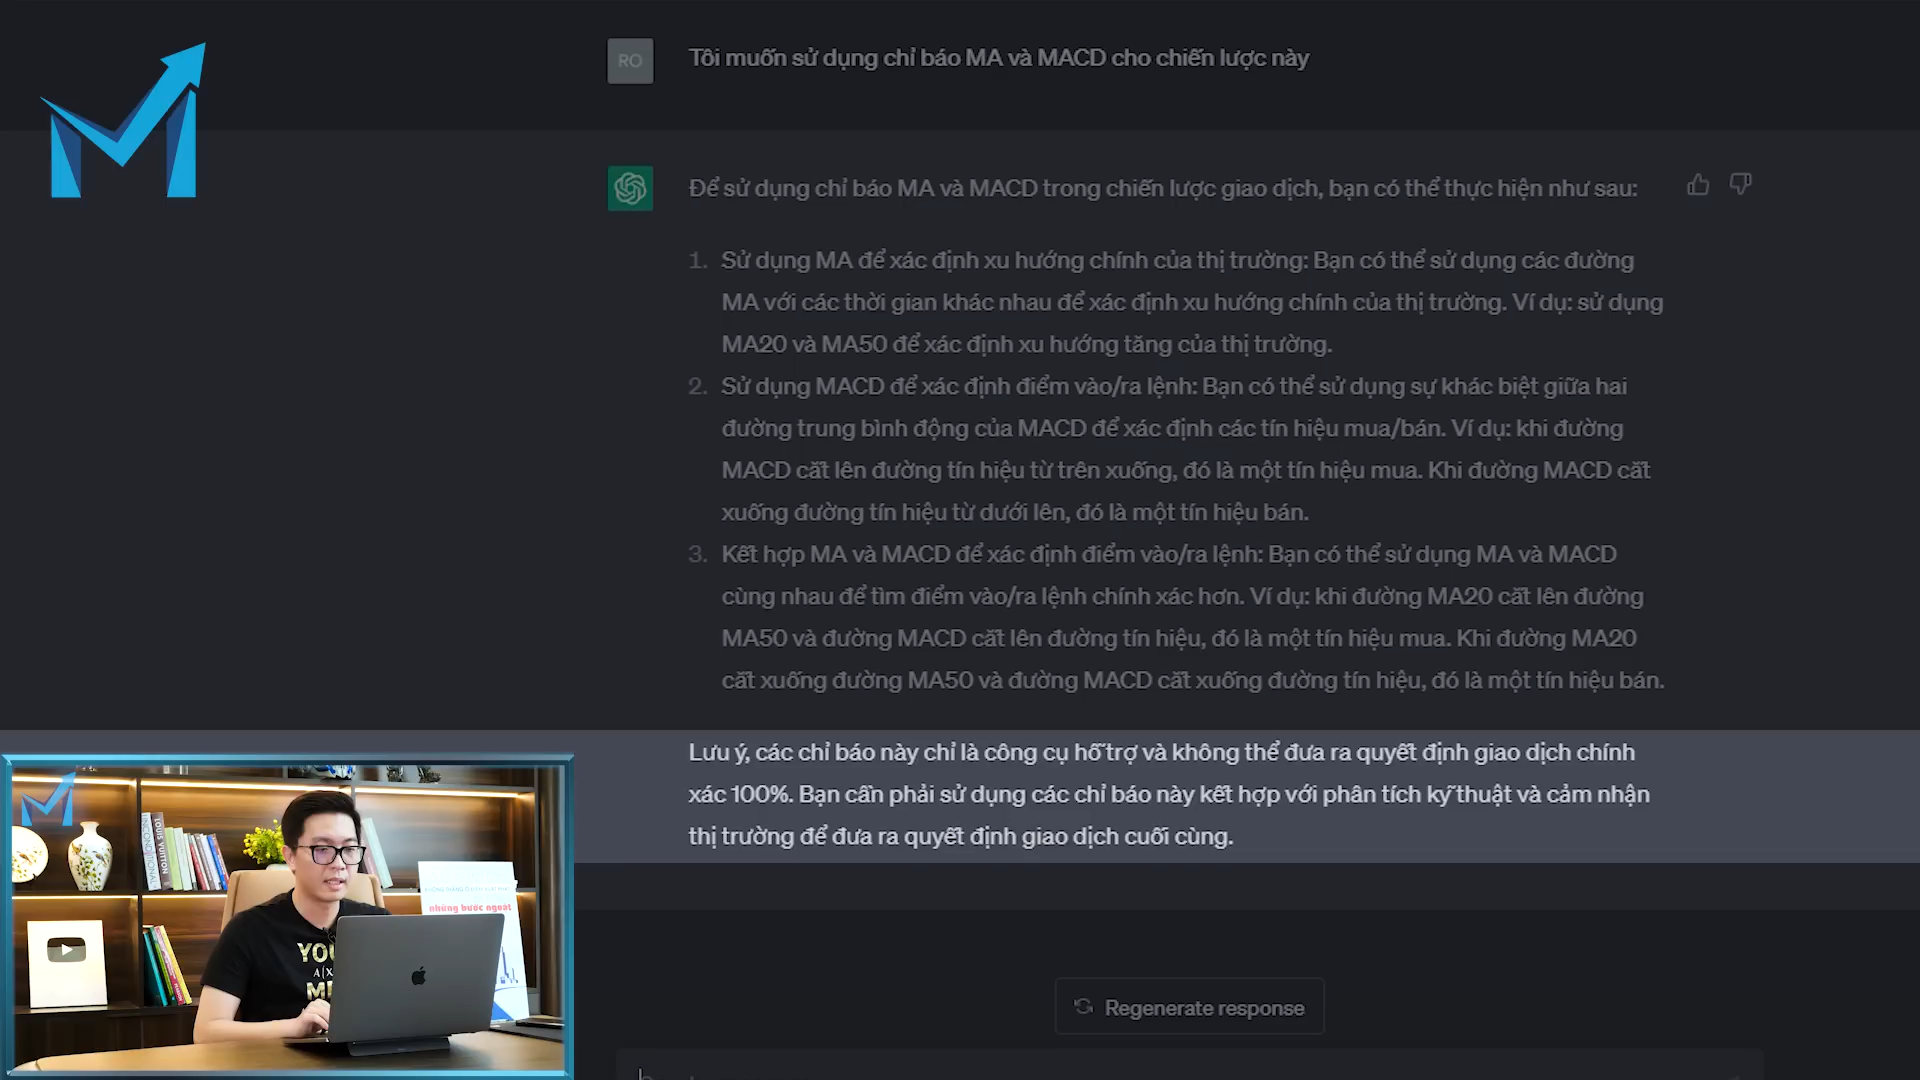 RO
Tôi muốn sử dụng chỉ báo MA và MACD cho chiến lược này
Để sử dụng chỉ báo MA và MACD trong chiến lược giao dịch, bạn có thể thực hiện như sau:
1. Sử dụng MA để xác định xu hướng chính của thị trường: Bạn có thể sử dụng các đường
MA với các thời gian khác nhau để xác định xu hướng chính của thị trường. Ví dụ: sử dụng
MA20 và MA50 để xác định xu hướng tăng của thị trường.
2. Sử dụng MACD để xác định điểm vào/ra lệnh: Bạn có thể sử dụng sự khác biệt giữa hai
đường trung bình động của MACD để xác định các tín hiệu mua/bán. Ví dụ: khi đường
MACD cắt lên đường tín hiệu từ trên xuống, đó là một tín hiệu mua. Khi đường MACD cắt
xuống đường tín hiệu từ dưới lên, đó là một tín hiệu bán.
3. Kết hợp MA và MACD để xác định điểm vào/ra lệnh: Bạn có thể sử dụng MA và MACD
cùng nhau để tìm điểm vào/ra lệnh chính xác hơn. Ví dụ: khi đường MA20 cắt lên đường
MA50 và đường MACD cắt lên đường tín hiệu, đó là một tín hiệu mua. Khi đường MA20
cắt xuống đường MA50 và đường MACD cắt xuống đường tín hiệu, đó là một tín hiệu bán.
Lưu ý, các chỉ báo này chỉ là công cụ hỗ trợ và không thể đưa ra quyết định giao dịch chính
xác 100%. Bạn cần phải sử dụng các chỉ báo này kết hợp với phân tích kỹ thuật và cảm nhận
thị trường để đưa ra quyết định giao dịch cuối cùng.
Regenerate response
LOUIS VUITTON
những bước ngoặt